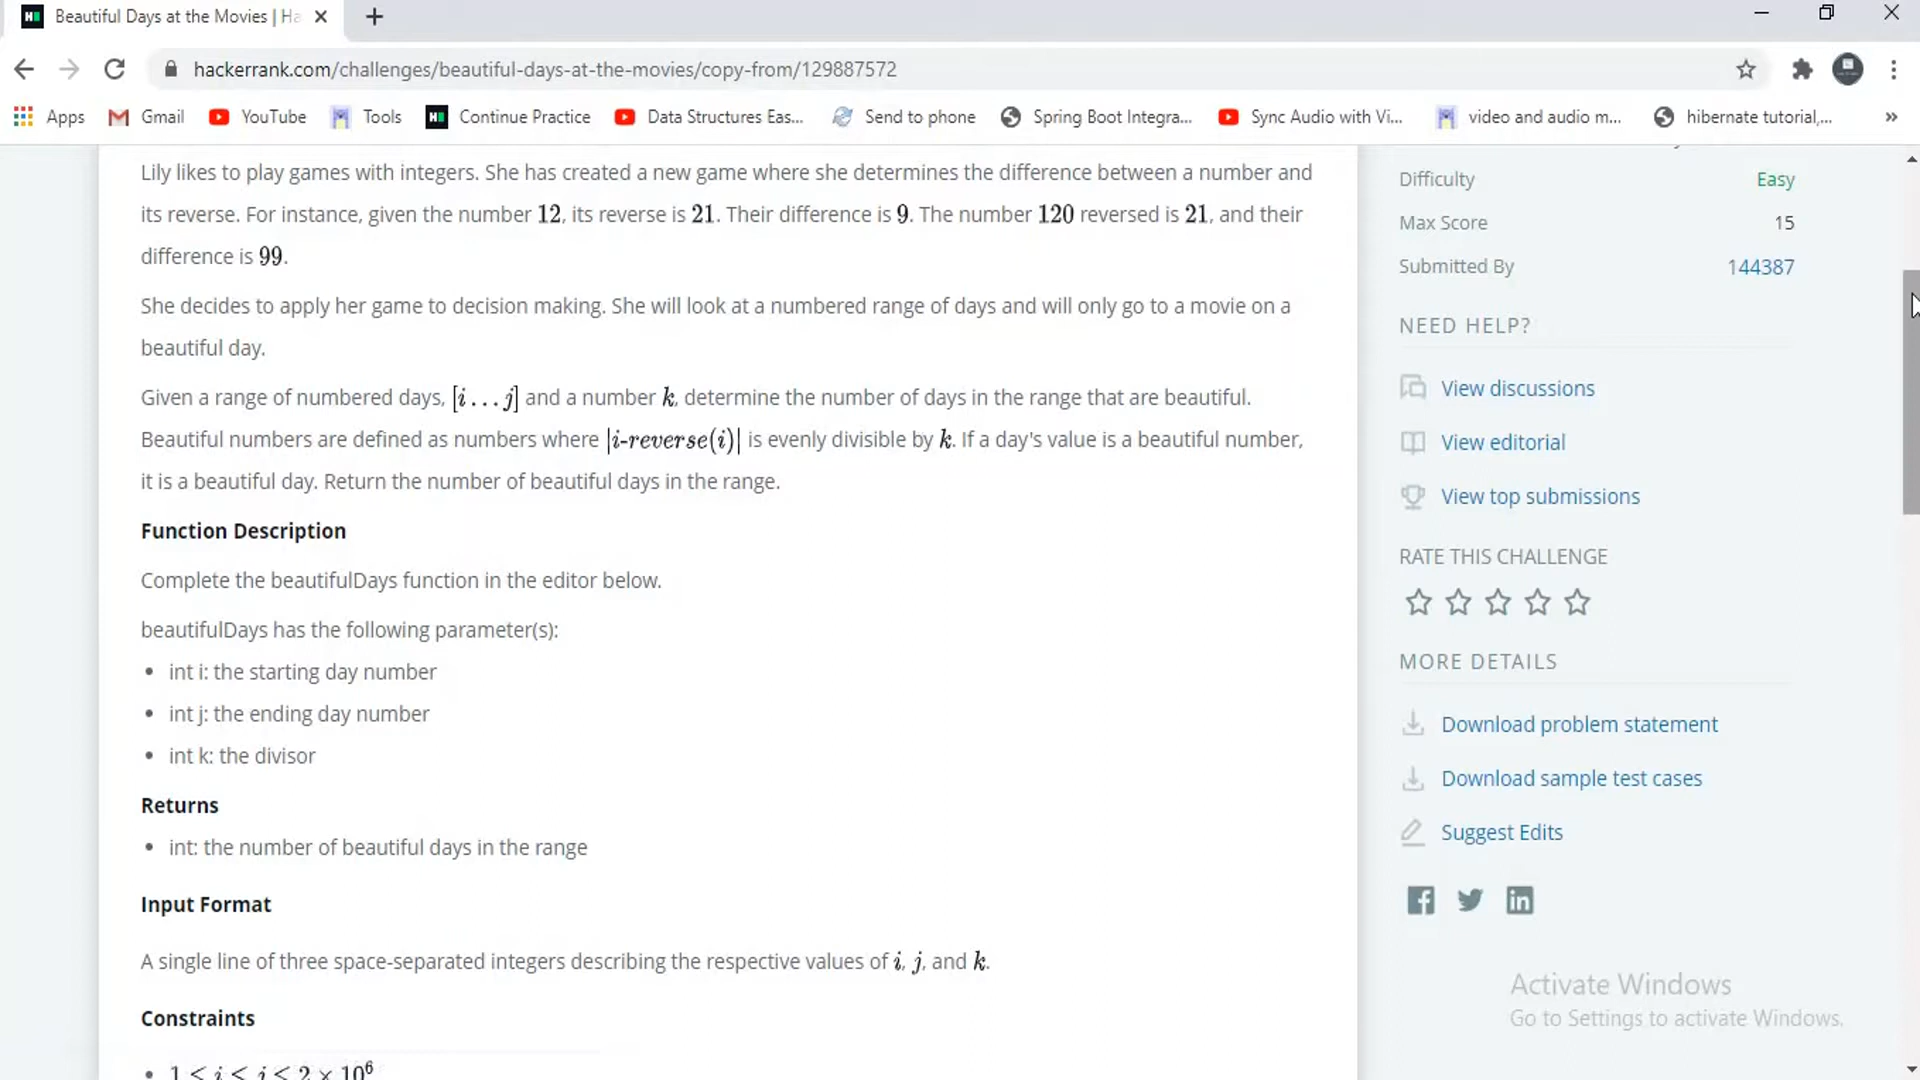 Beautiful Days at the Movies | Ha
hackerrank.com/challenges/beautiful-days-at-the-movies/copy-from/129887572
Apps Gmail YouTube Tools Continue Practice Data Structures Eas... Send to phone Spring Boot Integra... Sync Audio with Vi... video and audio m... hibernate tutorial,... »
Lily likes to play games with integers. She has created a new game where she determines the difference between a number and
its reverse. For instance, given the number 12, its reverse is 21. Their difference is 9. The number 120 reversed is 21, and their
difference is 99.
She decides to apply her game to decision making. She will look at a numbered range of days and will only go to a movie on a
beautiful day.
Given a range of numbered days, [i . . . j] and a number k, determine the number of days in the range that are beautiful.
Beautiful numbers are defined as numbers where |i-reverse(i)| is evenly divisible by k. If a day's value is a beautiful number,
it is a beautiful day. Return the number of beautiful days in the range.
Function Description
Complete the beautifulDays function in the editor below.
beautifulDays has the following parameter(s):
• int i: the starting day number
• int j: the ending day number
• int k: the divisor
Returns
• int: the number of beautiful days in the range
Input Format
A single line of three space-separated integers describing the respective values of i, j, and k.
Constraints
• 1 ≤ i ≤ j ≤ 2 × 10⁶
Difficulty Easy
Max Score 15
Submitted By 144387
NEED HELP?
View discussions
View editorial
View top submissions
RATE THIS CHALLENGE
MORE DETAILS
Download problem statement
Download sample test cases
Suggest Edits
Activate Windows
Go to Settings to activate Windows.